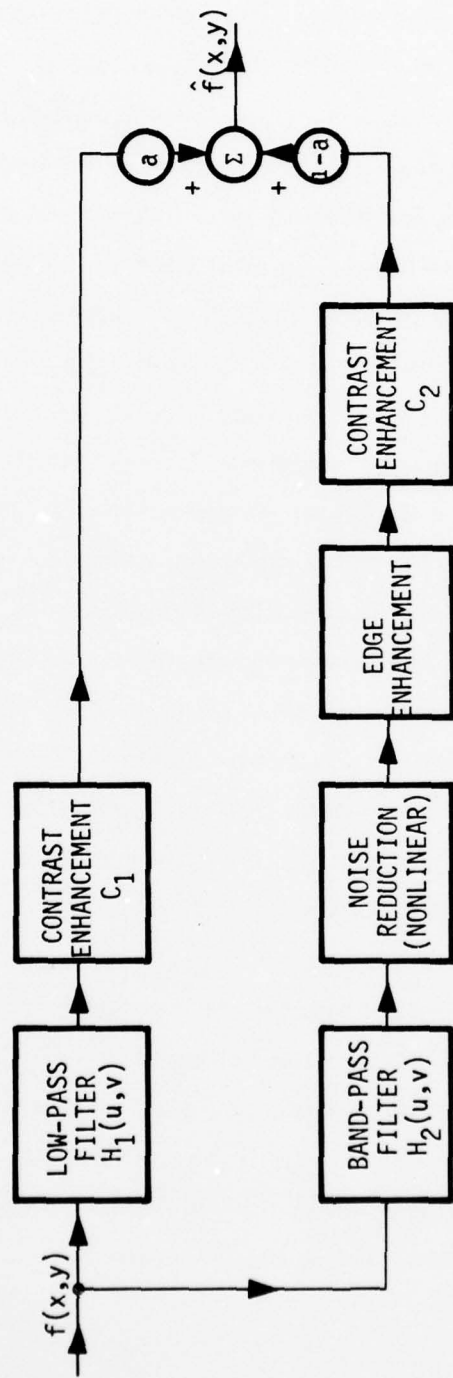 f(x,y)
LOW-PASS
FILTER
H₁(u,v)
CONTRAST
ENHANCEMENT
C₁
a
+
Σ
f̂(x,y)
+
1-a
BAND-PASS
FILTER
H₂(u,v)
NOISE
REDUCTION
(NONLINEAR)
EDGE
ENHANCEMENT
CONTRAST
ENHANCEMENT
C₂